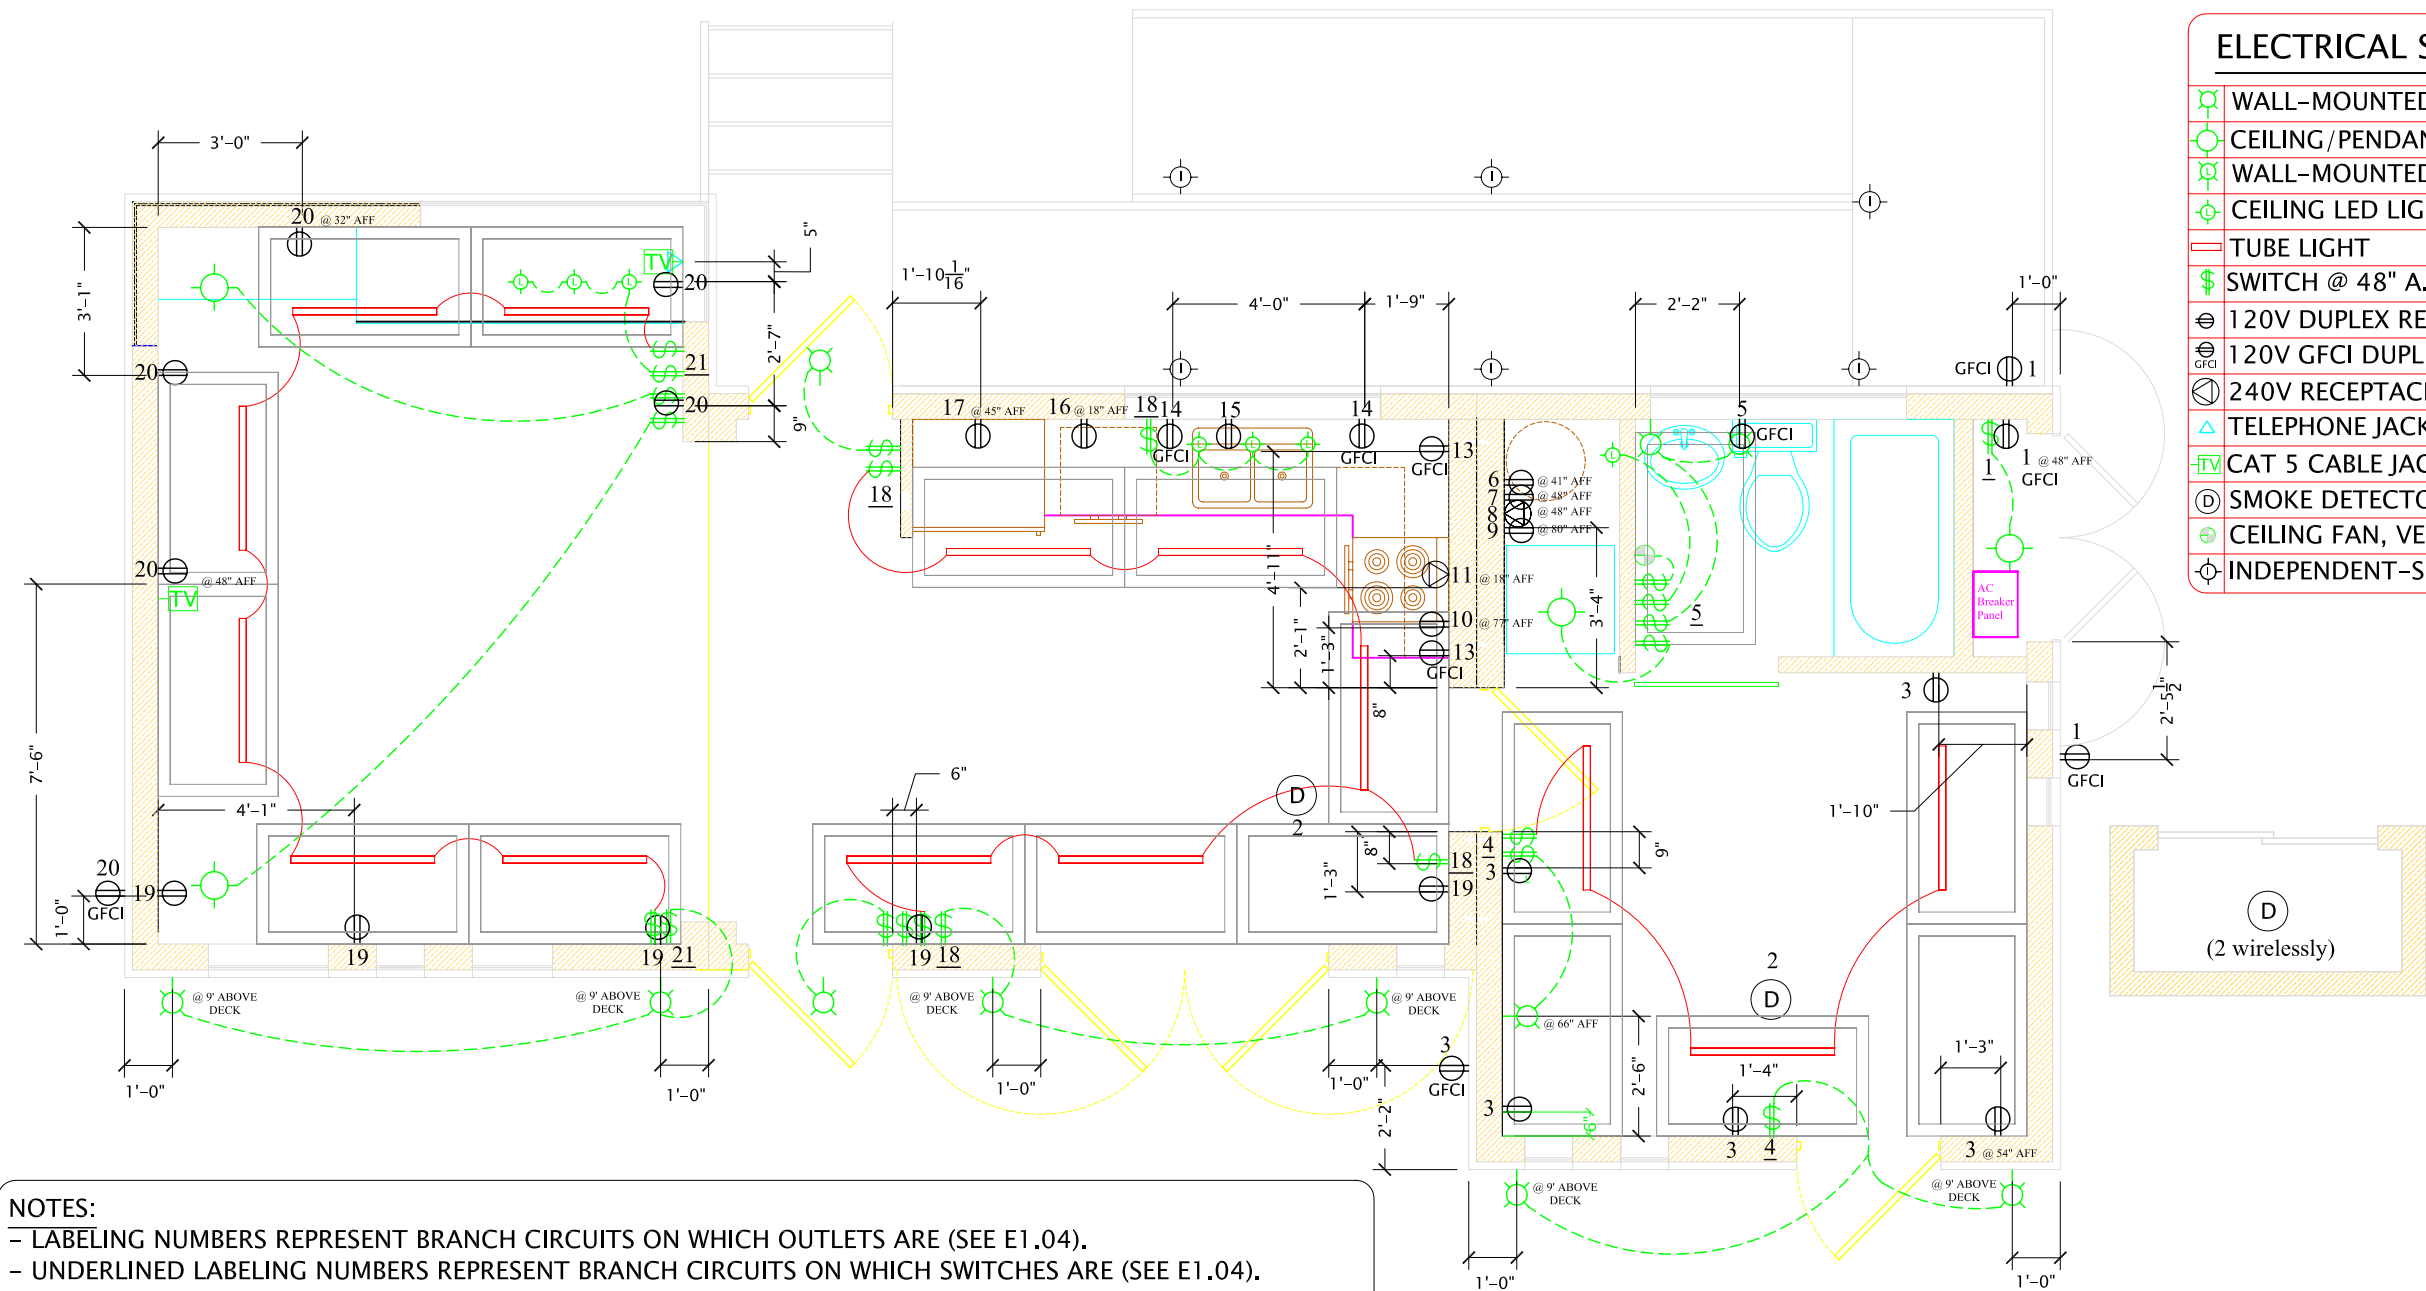 ELECTRICAL S
WALL-MOUNTED
CEILING/PENDAN
WALL-MOUNTED
CEILING LED LIG
TUBE LIGHT
SWITCH @ 48" A.
120V DUPLEX RE
GFCI 120V GFCI DUPL
240V RECEPTAC
TELEPHONE JACK
TV CAT 5 CABLE JAC
D SMOKE DETECTO
CEILING FAN, VE
I INDEPENDENT-S
3'-0"
20 @ 32" AFF
5"
TV
20
3'-1"
2'-7"
L L L
21
20
20
9"
1'-10 1/16"
4'-0"
1'-9"
2'-2"
1'-0"
I I I
I I I
GFCI 1
17 @ 45" AFF
16 @ 18" AFF
18
14
GFCI
15
14
GFCI
13
GFCI
L L L
5
GFCI
L
1
1 @ 48" AFF
GFCI
18
6 @ 41" AFF
7 @ 48" AFF
8 @ 48" AFF
9 @ 80" AFF
4'-11"
11 @ 18" AFF
10 @ 77" AFF
13
GFCI
2'-1"
1'-3"
8"
3'-4"
5
AC
Breaker
Panel
20
@ 48" AFF
TV
7'-6"
3
2'-5 1/2"
1
GFCI
1'-10"
6"
4'-1"
D
2
8"
1'-3"
18
19
4
3
9"
20
GFCI
19
1'-0"
19
19 21
19 18
@ 9' ABOVE
DECK
@ 9' ABOVE
DECK
@ 9' ABOVE
DECK
@ 9' ABOVE
DECK
1'-0"
1'-0"
1'-0"
1'-0"
3
GFCI
2'-2"
@ 66" AFF
2'-6"
3
6"
2
D
1'-4"
1'-3"
3 4
3 @ 54" AFF
@ 9' ABOVE
DECK
@ 9' ABOVE
DECK
1'-0"
1'-0"
D
(2 wirelessly)
NOTES:
- LABELING NUMBERS REPRESENT BRANCH CIRCUITS ON WHICH OUTLETS ARE (SEE E1.04).
- UNDERLINED LABELING NUMBERS REPRESENT BRANCH CIRCUITS ON WHICH SWITCHES ARE (SEE E1.04).